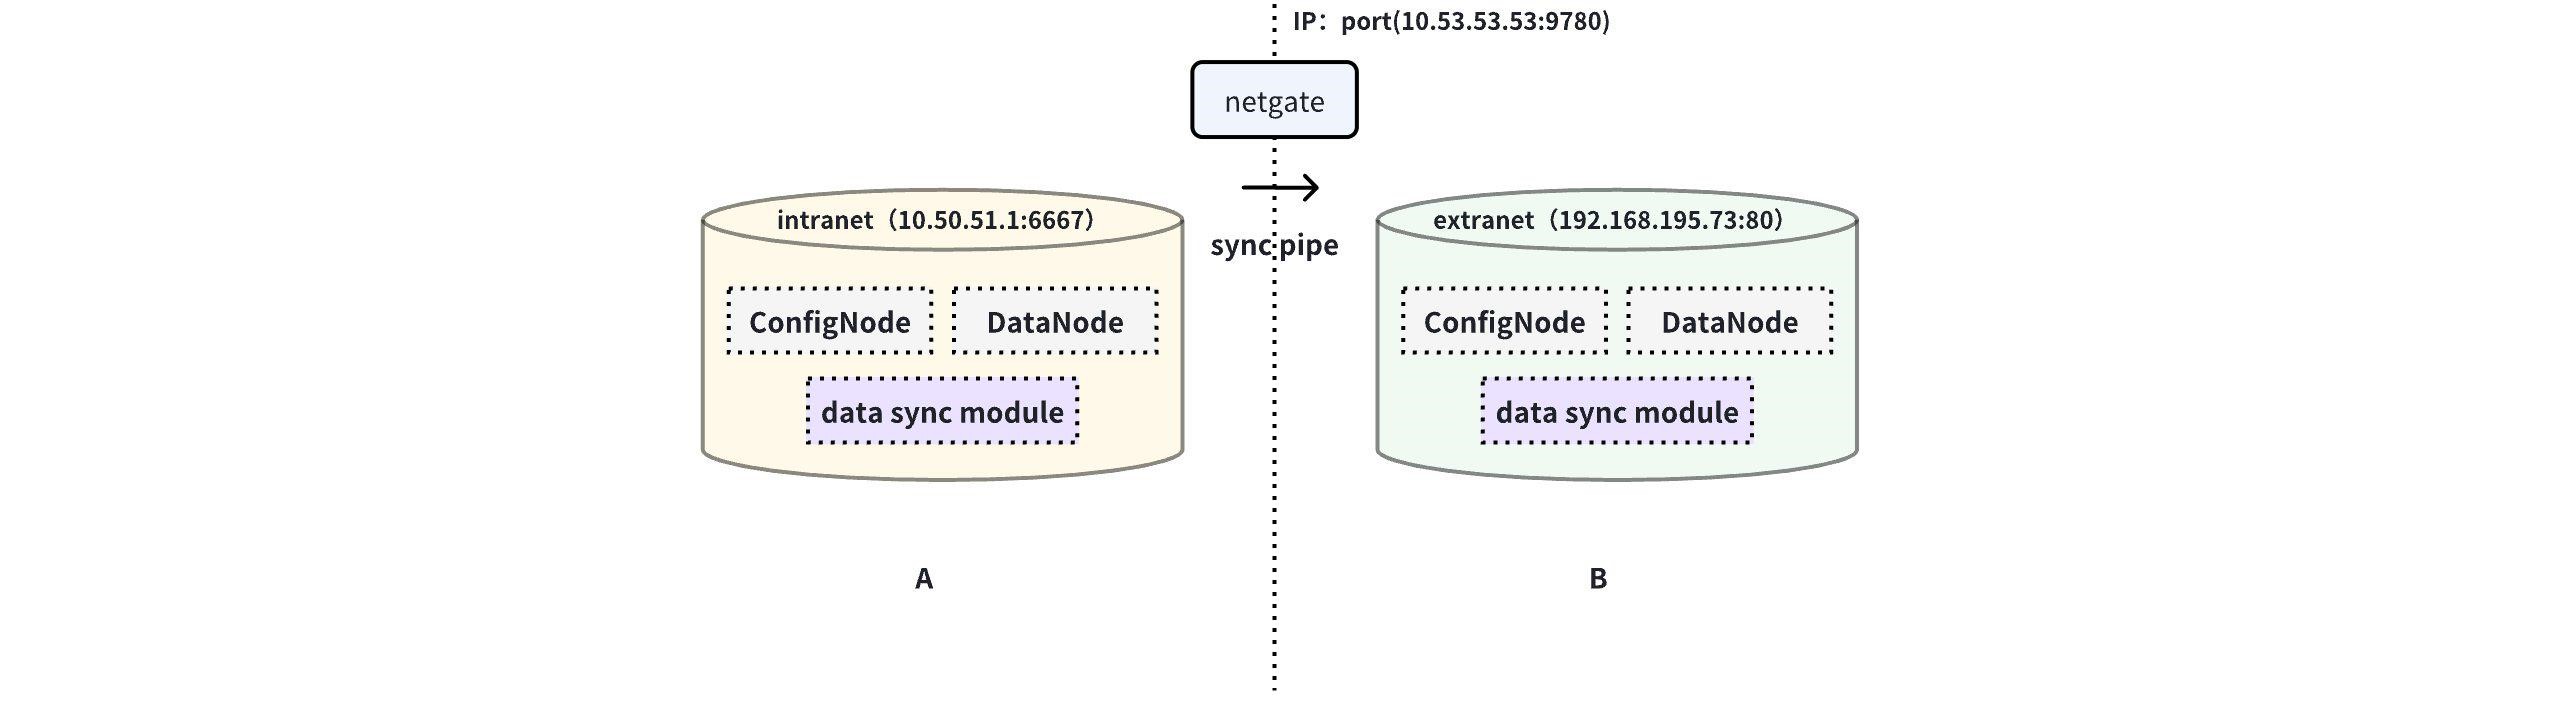 IP：port(10.53.53.53:9780)
netgate
intranet（10.50.51.1:6667）
extranet（192.168.195.73:80）
sync pipe
ConfigNode
DataNode
ConfigNode
DataNode
data sync module
data sync module
A
B